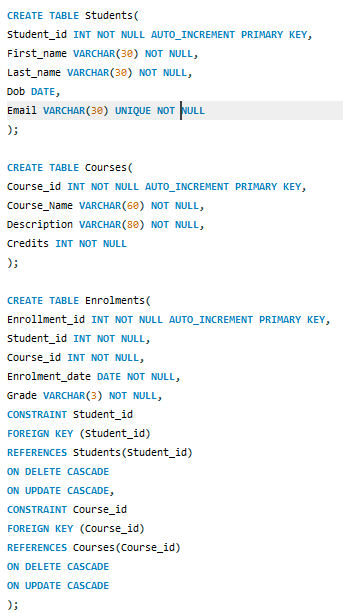 CREATE TABLE Students(
Student_id INT NOT NULL AUTO_INCREMENT PRIMARY KEY,
First_name VARCHAR(30) NOT NULL,
Last_name VARCHAR(30) NOT NULL,
Dob DATE,
Email VARCHAR(30) UNIQUE NOT NULL
);
CREATE TABLE Courses(
Course_id INT NOT NULL AUTO_INCREMENT PRIMARY KEY,
Course_Name VARCHAR(60) NOT NULL,
Description VARCHAR(80) NOT NULL,
Credits INT NOT NULL
);
CREATE TABLE Enrolments(
Enrollment_id INT NOT NULL AUTO_INCREMENT PRIMARY KEY,
Student_id INT NOT NULL,
Course_id INT NOT NULL,
Enrolment_date DATE NOT NULL,
Grade VARCHAR(3) NOT NULL,
CONSTRAINT Student_id
FOREIGN KEY (Student_id)
REFERENCES Students(Student_id)
ON DELETE CASCADE
ON UPDATE CASCADE,
CONSTRAINT Course_id
FOREIGN KEY (Course_id)
REFERENCES Courses(Course_id)
ON DELETE CASCADE
ON UPDATE CASCADE
);